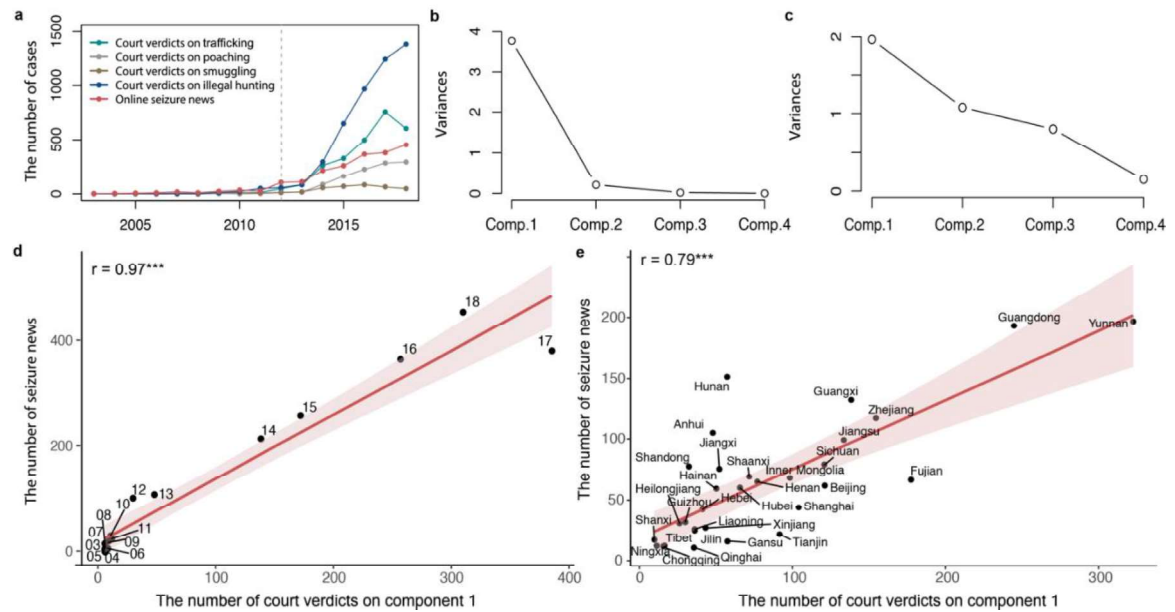 a
1500
1000
500
0
The number of cases
Court verdicts on trafficking
Court verdicts on poaching
Court verdicts on smuggling
Court verdicts on illegal hunting
Online seizure news
2005
2010
2015
b
4
3
2
1
0
Variances
Comp.1
Comp.2
Comp.3
Comp.4
c
2
1
0
Variances
Comp.1
Comp.2
Comp.3
Comp.4
d
r = 0.97***
The number of seizure news
400
200
0
18
17
16
15
14
12
13
10
08
07
11
09
03
06
05
04
0
100
200
300
400
The number of court verdicts on component 1
e
r = 0.79***
The number of seizure news
200
150
100
50
0
Guangdong
Yunnan
Hunan
Guangxi
Zhejiang
Anhui
Jiangsu
Jiangxi
Sichuan
Shandong
Shaanxi
Inner Mongolia
Fujian
Hainan
Heilongjiang
Henan
Beijing
Guizhou
Hebei
Hubei
Shanghai
Shanxi
Liaoning
Xinjiang
Tibet
Jilin
Gansu
Tianjin
Ningxia
Chongqing
Qinghai
0
100
200
300
The number of court verdicts on component 1